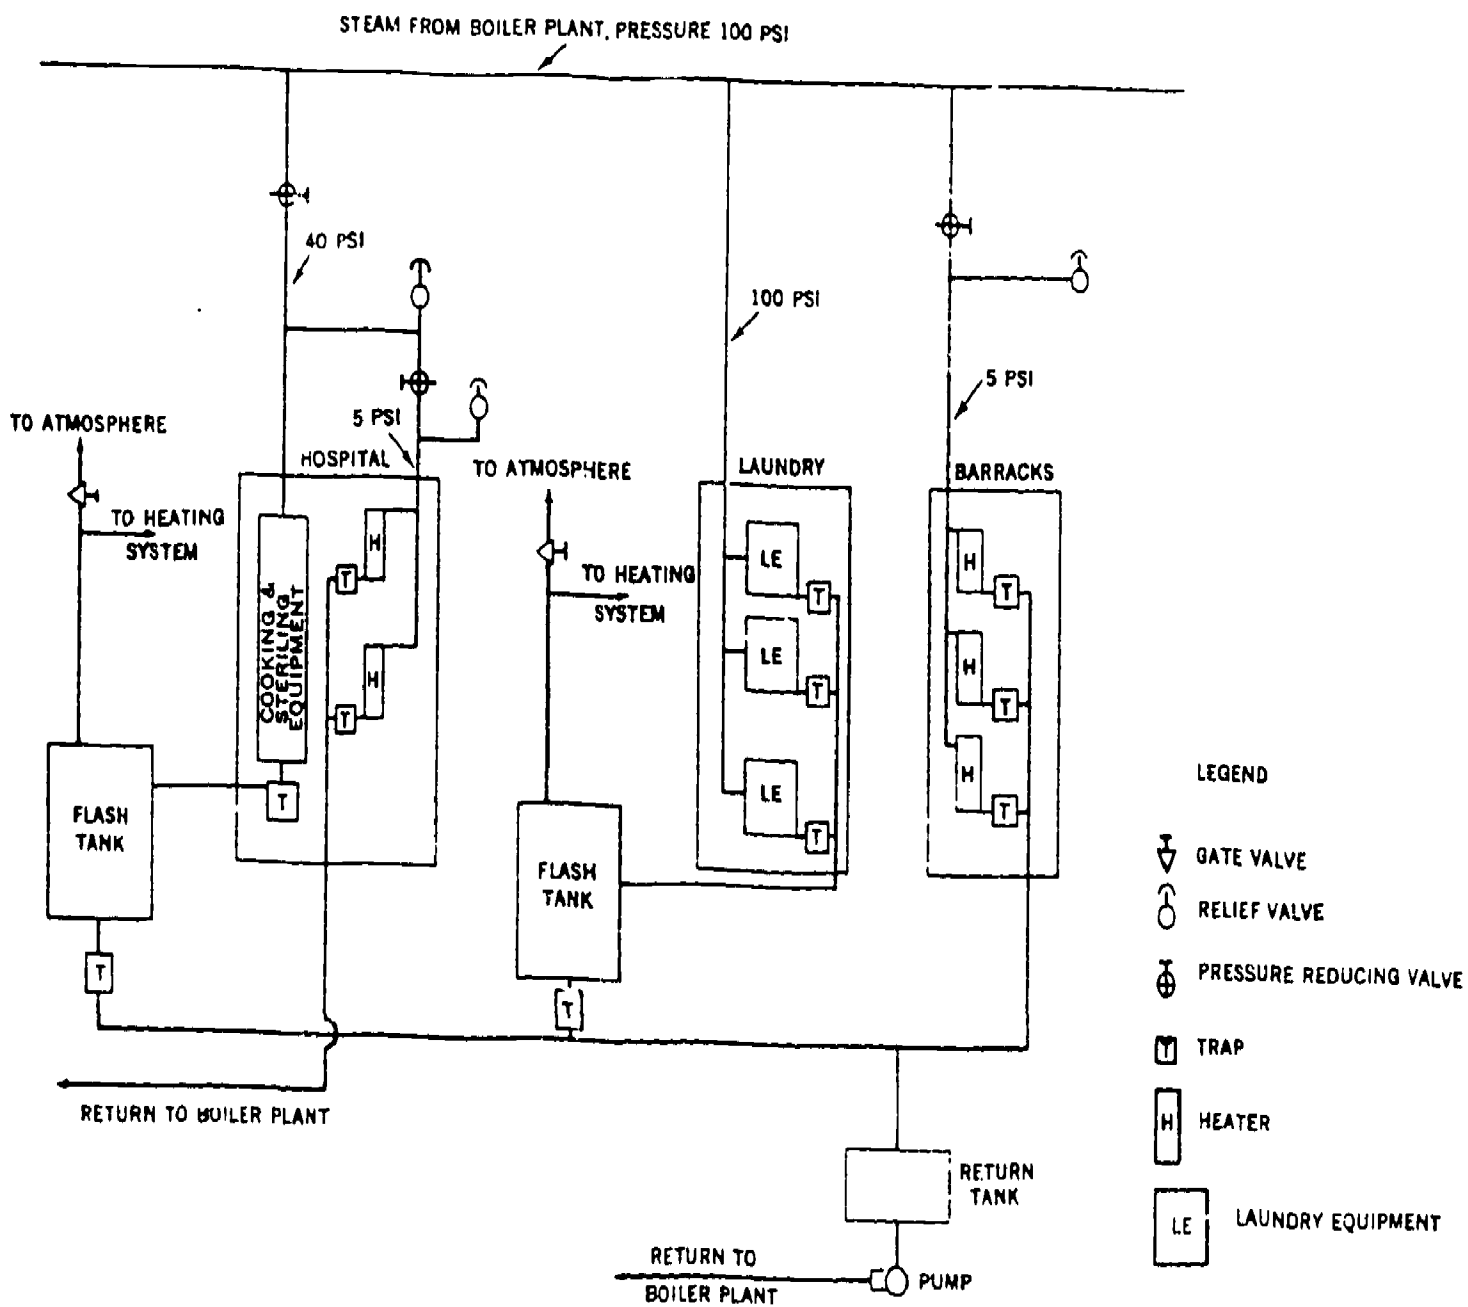 STEAM FROM BOILER PLANT, PRESSURE 100 PSI
40 PSI
100 PSI
5 PSI
5 PSI
TO ATMOSPHERE
TO HEATING
SYSTEM
HOSPITAL
TO ATMOSPHERE
TO HEATING
SYSTEM
LAUNDRY
BARRACKS
COOKING &
STERILING
EQUIPMENT
H
T
H
T
T
LE
T
LE
T
LE
T
H
T
H
T
H
T
FLASH
TANK
T
FLASH
TANK
T
RETURN TO BOILER PLANT
RETURN
TANK
RETURN TO
BOILER PLANT
PUMP
LEGEND
GATE VALVE
RELIEF VALVE
PRESSURE REDUCING VALVE
T TRAP
H HEATER
LE LAUNDRY EQUIPMENT